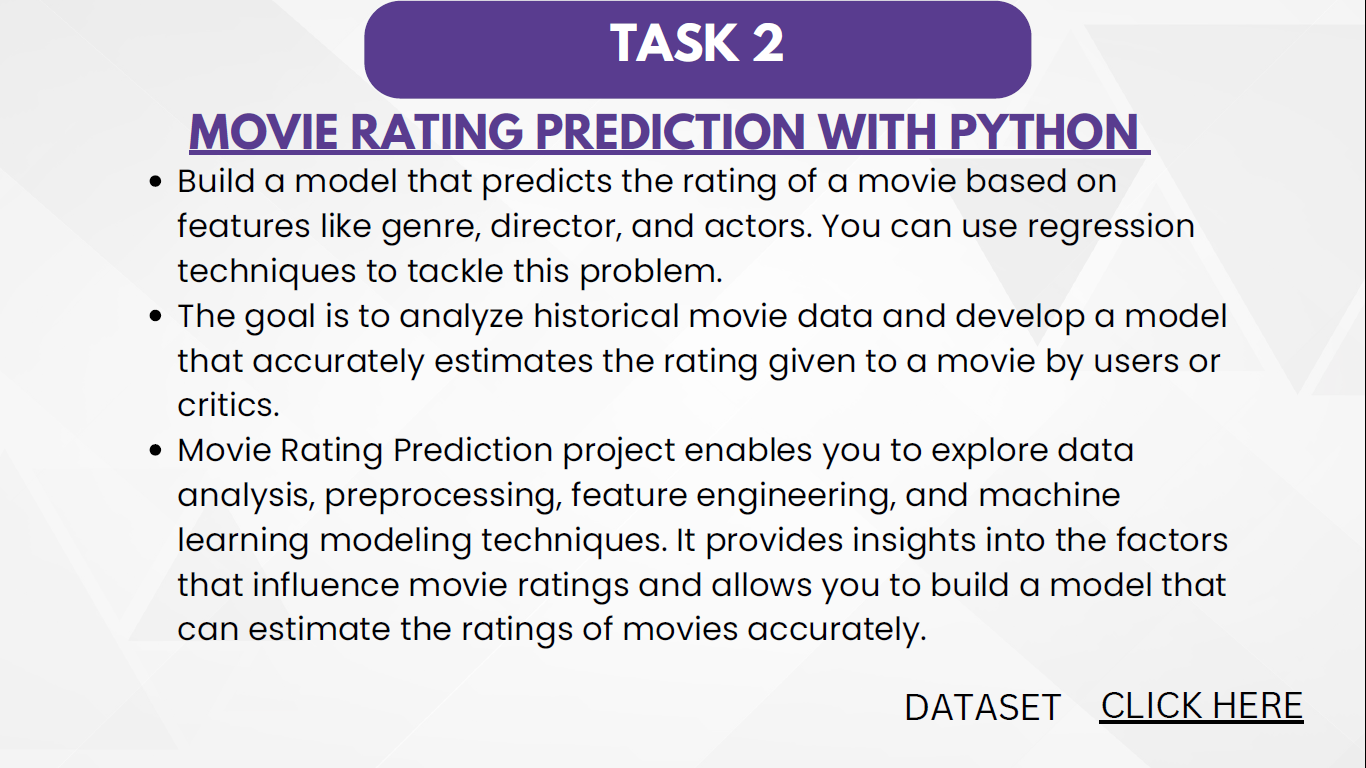 TASK 2
MOVIE RATING PREDICTION WITH PYTHON
• Build a model that predicts the rating of a movie based on
features like genre, director, and actors. You can use regression
techniques to tackle this problem.
• The goal is to analyze historical movie data and develop a model
that accurately estimates the rating given to a movie by users or
critics.
• Movie Rating Prediction project enables you to explore data
analysis, preprocessing, feature engineering, and machine
learning modeling techniques. It provides insights into the factors
that influence movie ratings and allows you to build a model that
can estimate the ratings of movies accurately.
DATASET CLICK HERE